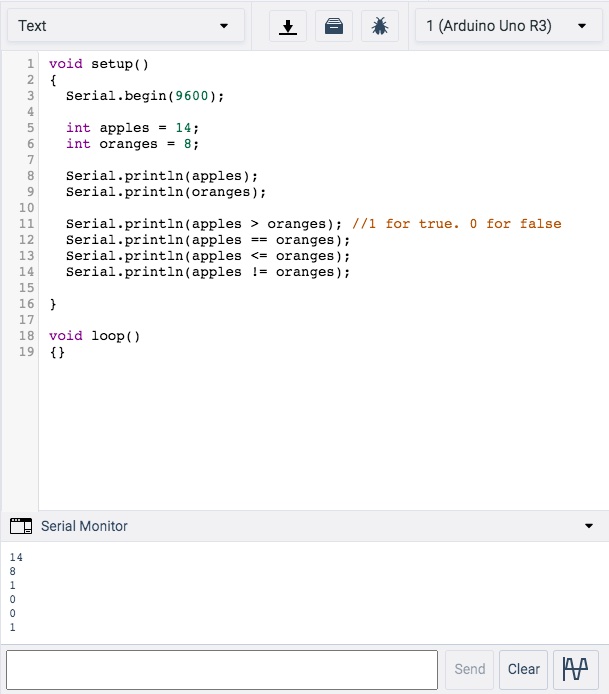 Text
1 (Arduino Uno R3)
1 void setup()
2 {
3   Serial.begin(9600);
4
5   int apples = 14;
6   int oranges = 8;
7
8   Serial.println(apples);
9   Serial.println(oranges);
10
11   Serial.println(apples > oranges); //1 for true. 0 for false
12   Serial.println(apples == oranges);
13   Serial.println(apples <= oranges);
14   Serial.println(apples != oranges);
15
16 }
17
18 void loop()
19 {}
Serial Monitor
14
8
1
0
0
1
Send Clear